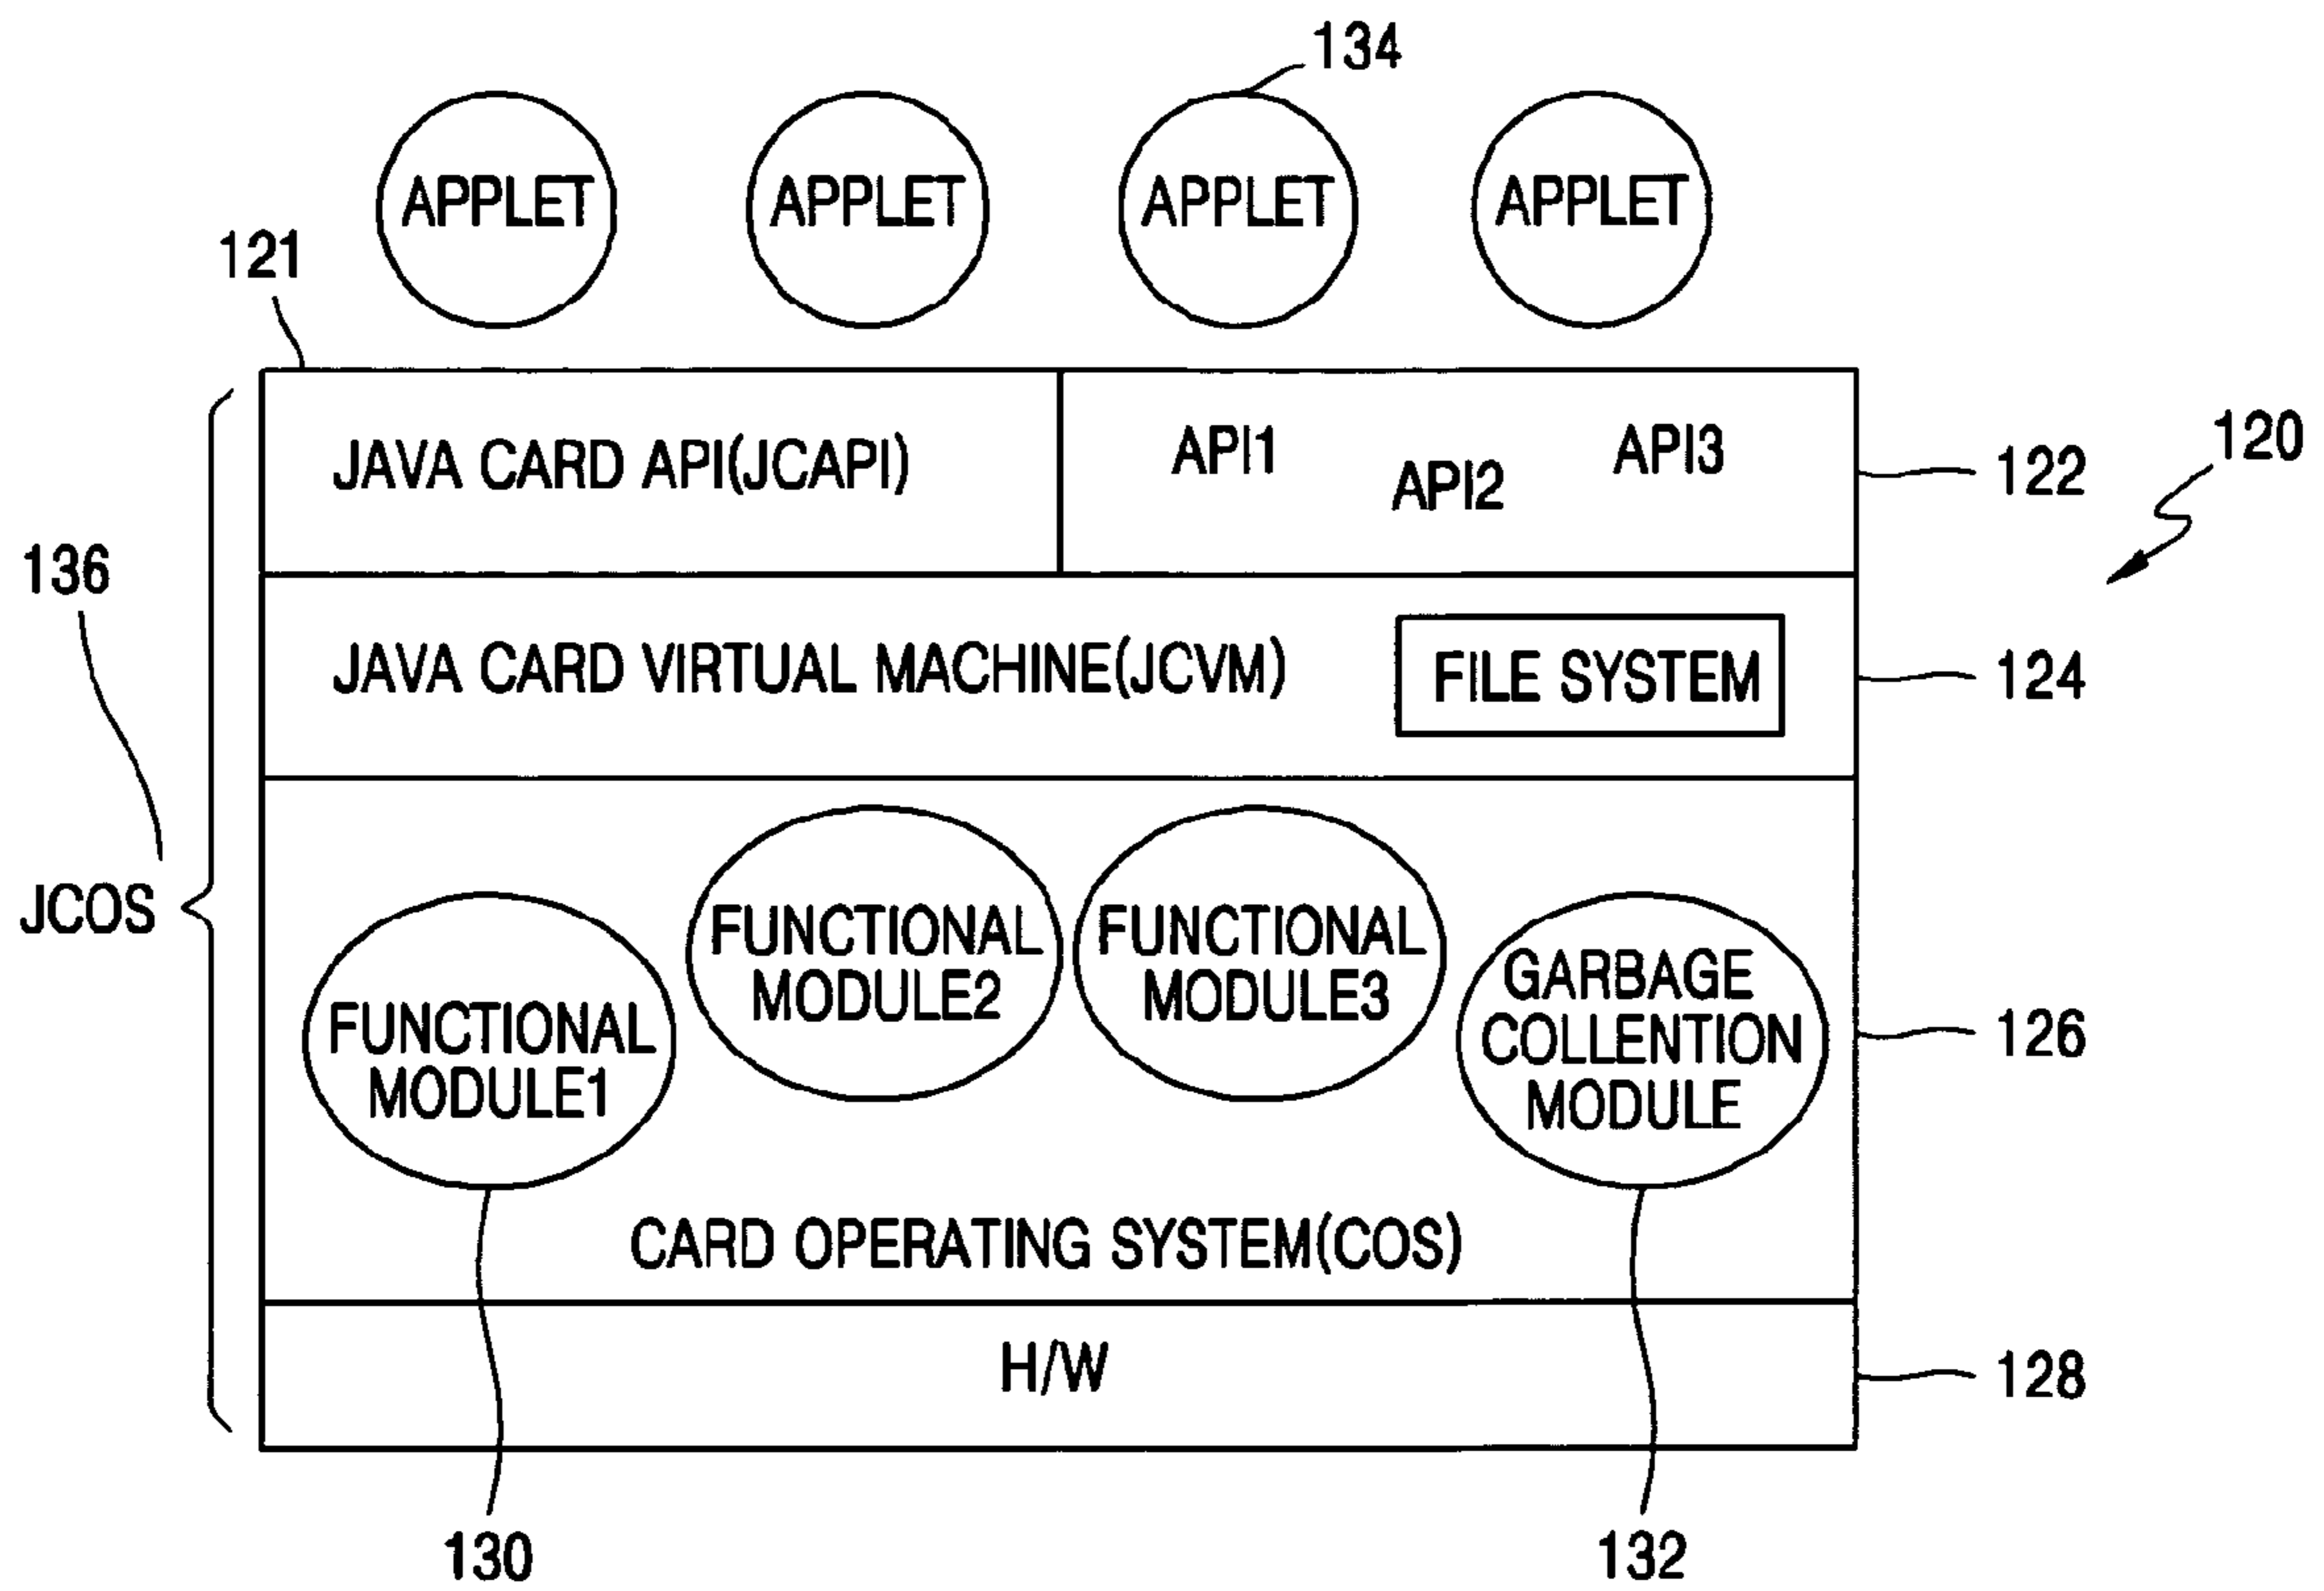 134
APPLET APPLET APPLET APPLET
121
JAVA CARD API(JCAPI) API1 API2 API3
122
120
136
JAVA CARD VIRTUAL MACHINE(JCVM) FILE SYSTEM
124
JCOS
FUNCTIONAL
MODULE1
FUNCTIONAL
MODULE2
FUNCTIONAL
MODULE3
GARBAGE
COLLENTION
MODULE
126
CARD OPERATING SYSTEM(COS)
H/W
128
130
132